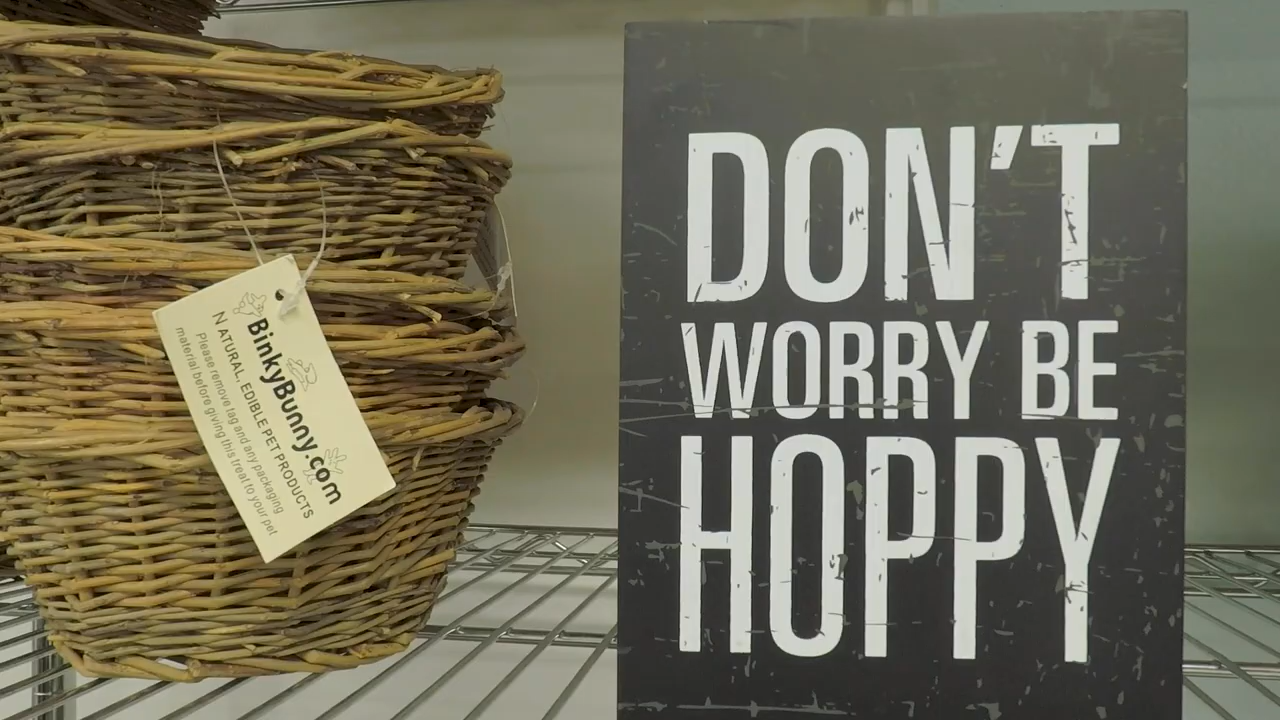 BinkyBunny.com
NATURAL, EDIBLE PET PRODUCTS
Please remove tag and any packaging
material before giving this treat to your pet
DON'T
WORRY BE
HOPPY